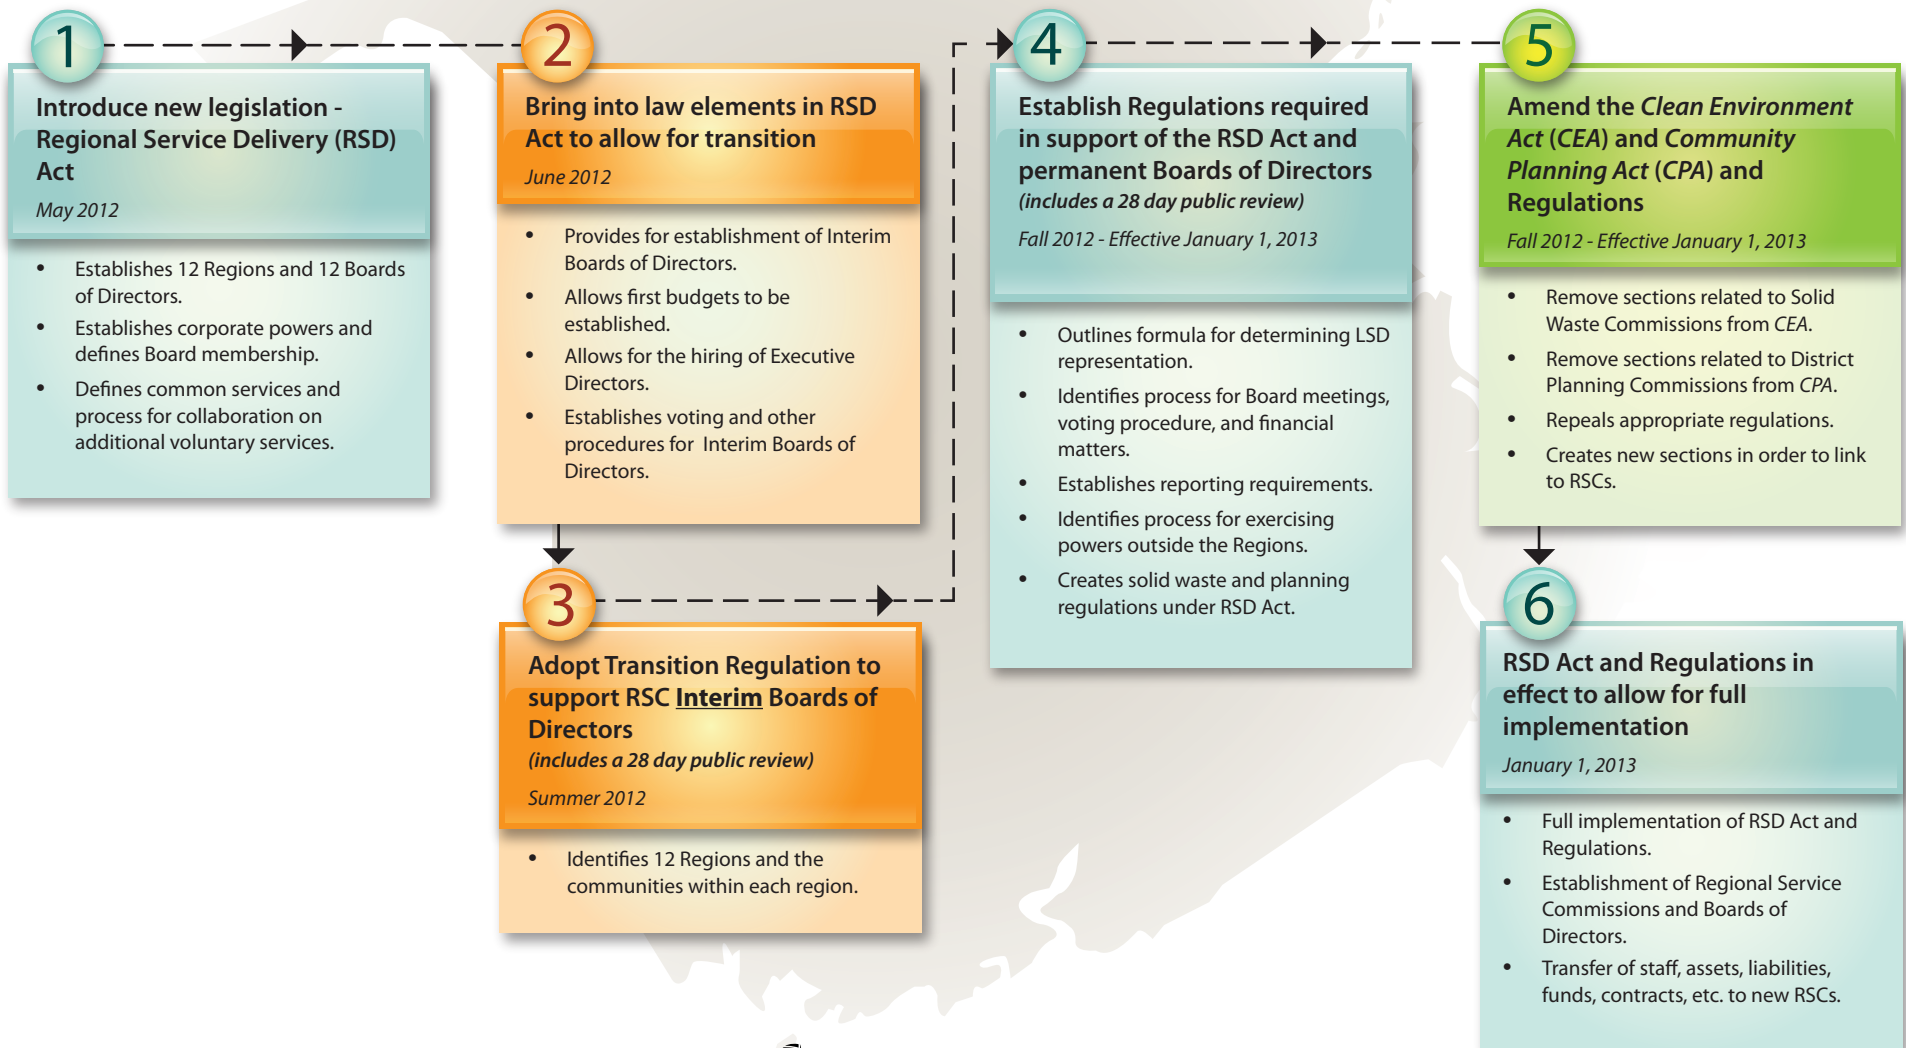 1
Introduce new legislation -
Regional Service Delivery (RSD)
Act
May 2012
• Establishes 12 Regions and 12 Boards
of Directors.
• Establishes corporate powers and
defines Board membership.
• Defines common services and
process for collaboration on
additional voluntary services.
2
Bring into law elements in RSD
Act to allow for transition
June 2012
• Provides for establishment of Interim
Boards of Directors.
• Allows first budgets to be
established.
• Allows for the hiring of Executive
Directors.
• Establishes voting and other
procedures for Interim Boards of
Directors.
3
Adopt Transition Regulation to
support RSC Interim Boards of
Directors
(includes a 28 day public review)
Summer 2012
• Identifies 12 Regions and the
communities within each region.
4
Establish Regulations required
in support of the RSD Act and
permanent Boards of Directors
(includes a 28 day public review)
Fall 2012 - Effective January 1, 2013
• Outlines formula for determining LSD
representation.
• Identifies process for Board meetings,
voting procedure, and financial
matters.
• Establishes reporting requirements.
• Identifies process for exercising
powers outside the Regions.
• Creates solid waste and planning
regulations under RSD Act.
5
Amend the Clean Environment
Act (CEA) and Community
Planning Act (CPA) and
Regulations
Fall 2012 - Effective January 1, 2013
• Remove sections related to Solid
Waste Commissions from CEA.
• Remove sections related to District
Planning Commissions from CPA.
• Repeals appropriate regulations.
• Creates new sections in order to link
to RSCs.
6
RSD Act and Regulations in
effect to allow for full
implementation
January 1, 2013
• Full implementation of RSD Act and
Regulations.
• Establishment of Regional Service
Commissions and Boards of
Directors.
• Transfer of staff, assets, liabilities,
funds, contracts, etc. to new RSCs.